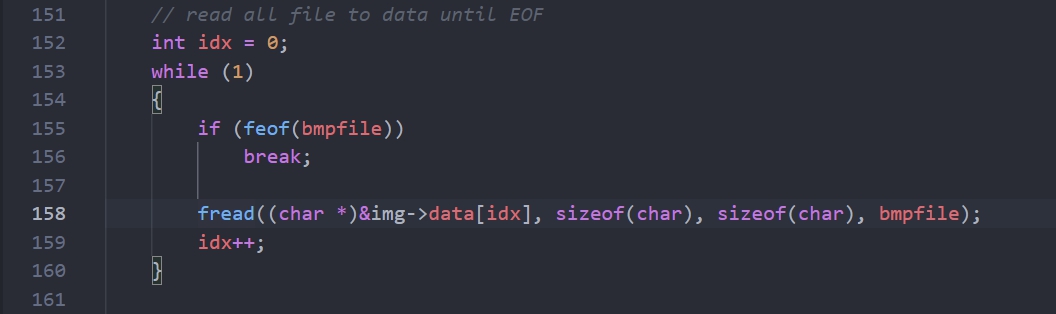 151 // read all file to data until EOF
152 int idx = 0;
153 while (1)
154 {
155 if (feof(bmpfile))
156 break;
157
158 fread((char *)&img->data[idx], sizeof(char), sizeof(char), bmpfile);
159 idx++;
160 }
161